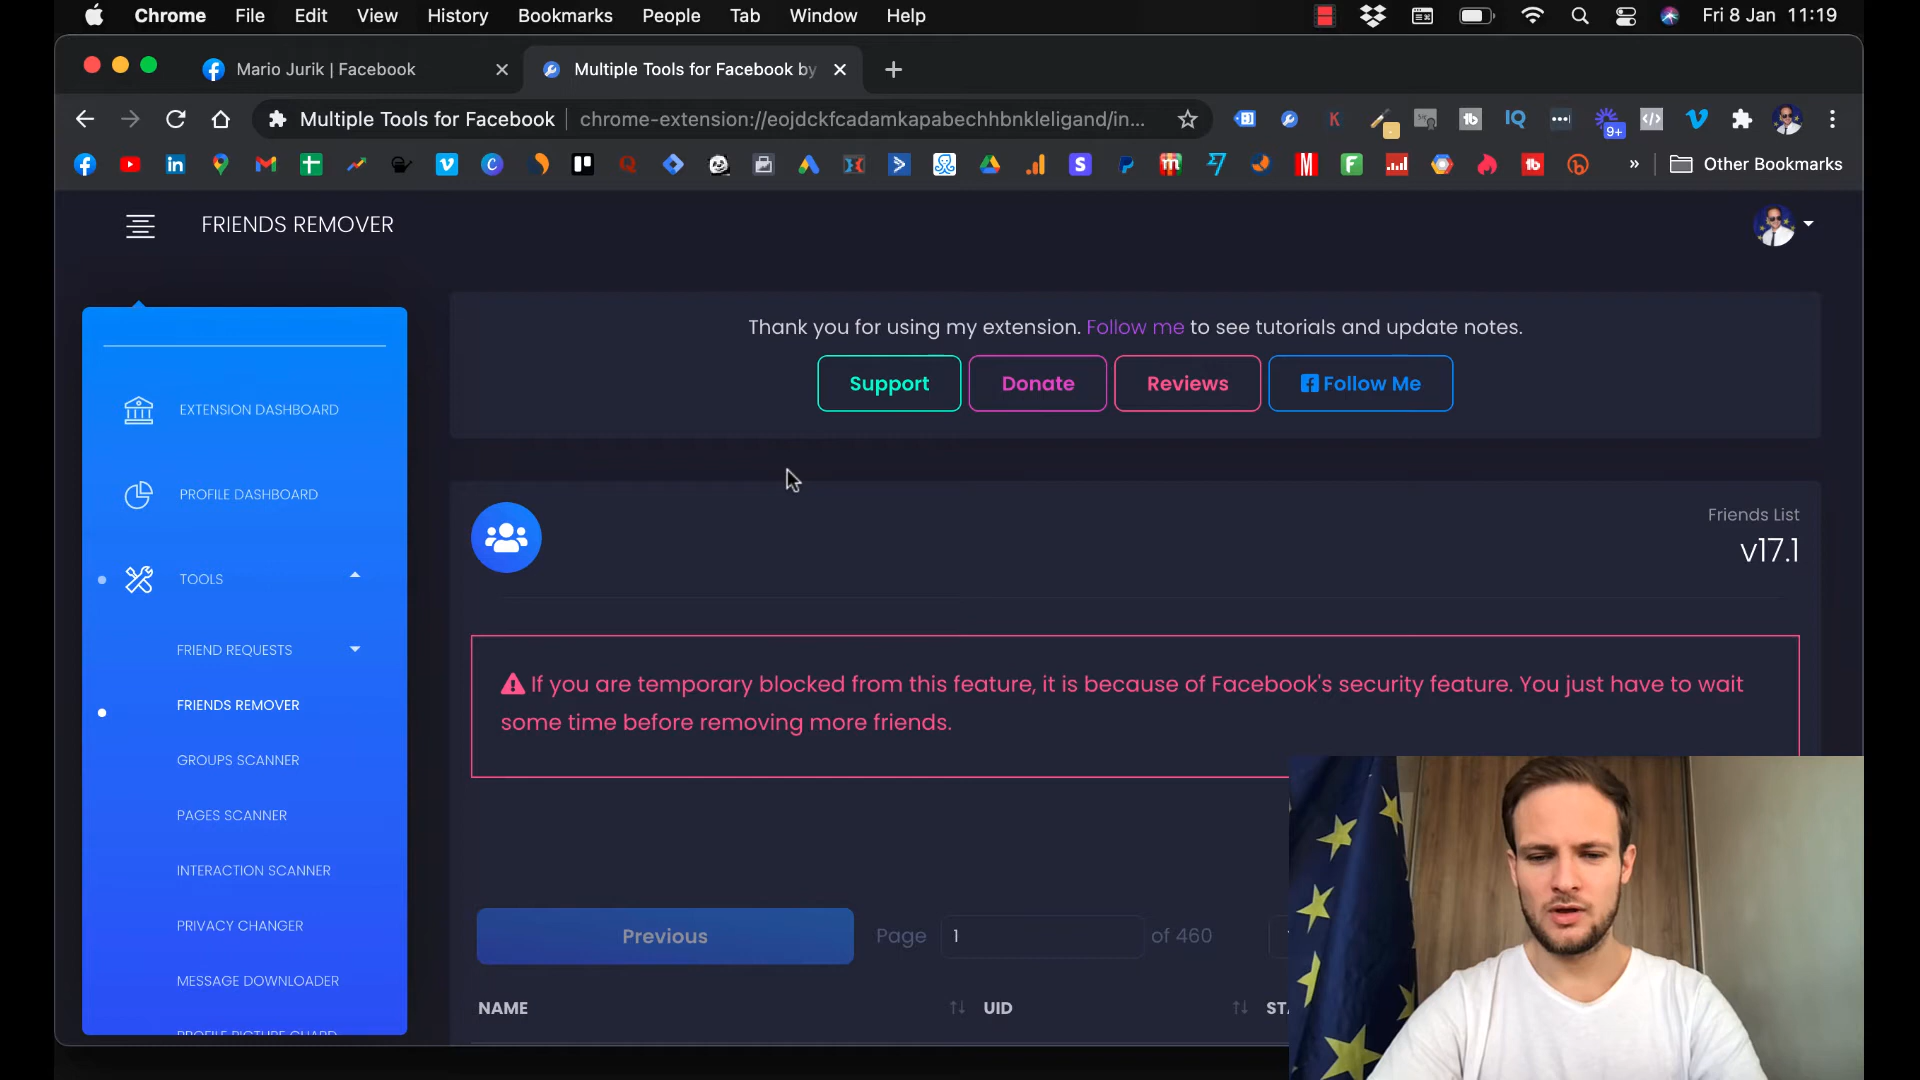 Chrome File Edit View History Bookmarks People Tab Window Help Fri 8 Jan 11:19
Mario Jurik | Facebook
Multiple Tools for Facebook by
Multiple Tools for Facebook chrome-extension://eojdckfcadamkapabechhbnkleligand/in...
9+
Other Bookmarks
FRIENDS REMOVER
Thank you for using my extension. Follow me to see tutorials and update notes.
Support Donate Reviews Follow Me
EXTENSION DASHBOARD
PROFILE DASHBOARD
TOOLS
FRIEND REQUESTS
FRIENDS REMOVER
GROUPS SCANNER
PAGES SCANNER
INTERACTION SCANNER
PRIVACY CHANGER
MESSAGE DOWNLOADER
PROFILE PICTURE GUARD
Friends List
v17.1
If you are temporary blocked from this feature, it is because of Facebook's security feature. You just have to wait
some time before removing more friends.
Previous Page 1 of 460
NAME UID